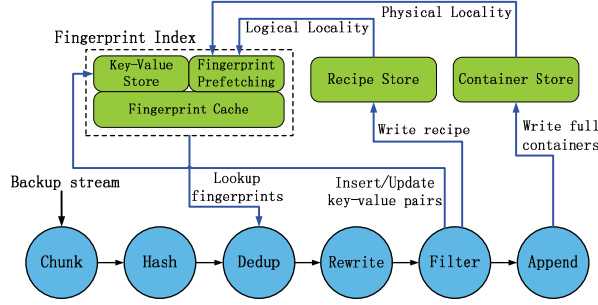 Physical Locality
Logical Locality
Fingerprint Index
Key-Value
Store
Fingerprint
Prefetching
Fingerprint Cache
Recipe Store
Container Store
Write recipe
Write full
containers
Lookup
fingerprints
Insert/Update
key-value pairs
Backup stream
Chunk
Hash
Dedup
Rewrite
Filter
Append